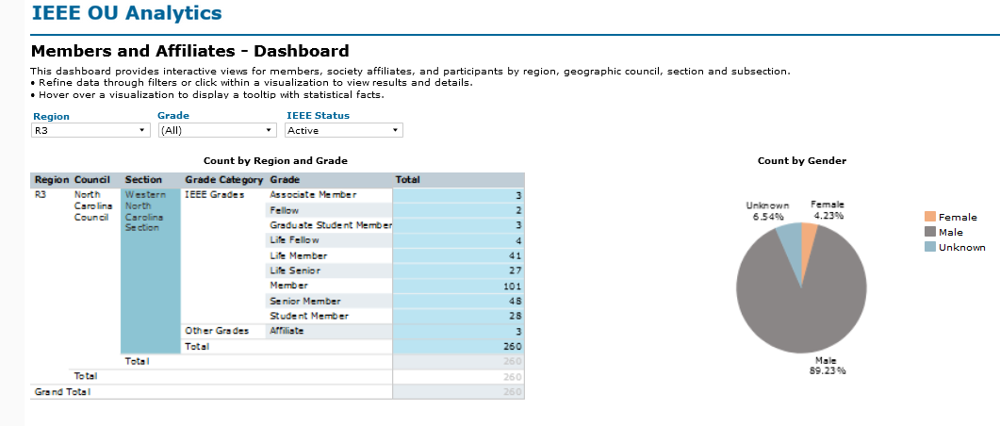 IEEE OU Analytics
Members and Affiliates - Dashboard
This dashboard provides interactive views for members, society affiliates, and participants by region, geographic council, section and subsection.
• Refine data through filters or click within a visualization to view results and details.
• Hover over a visualization to display a tooltip with statistical facts.
Region Grade IEEE Status
R3 (All) Active
Count by Region and Grade
Region Council Section Grade Category Grade Total
R3 North Carolina Council Western North Carolina Section IEEE Grades Associate Member 3
Fellow 2
Graduate Student Member 3
Life Fellow 4
Life Member 41
Life Senior 27
Member 101
Senior Member 48
Student Member 28
Other Grades Affiliate 3
Total 260
Total 260
Total 260
Grand Total 260
Count by Gender
Unknown 6.54%
Female 4.23%
Male 89.23%
Female
Male
Unknown